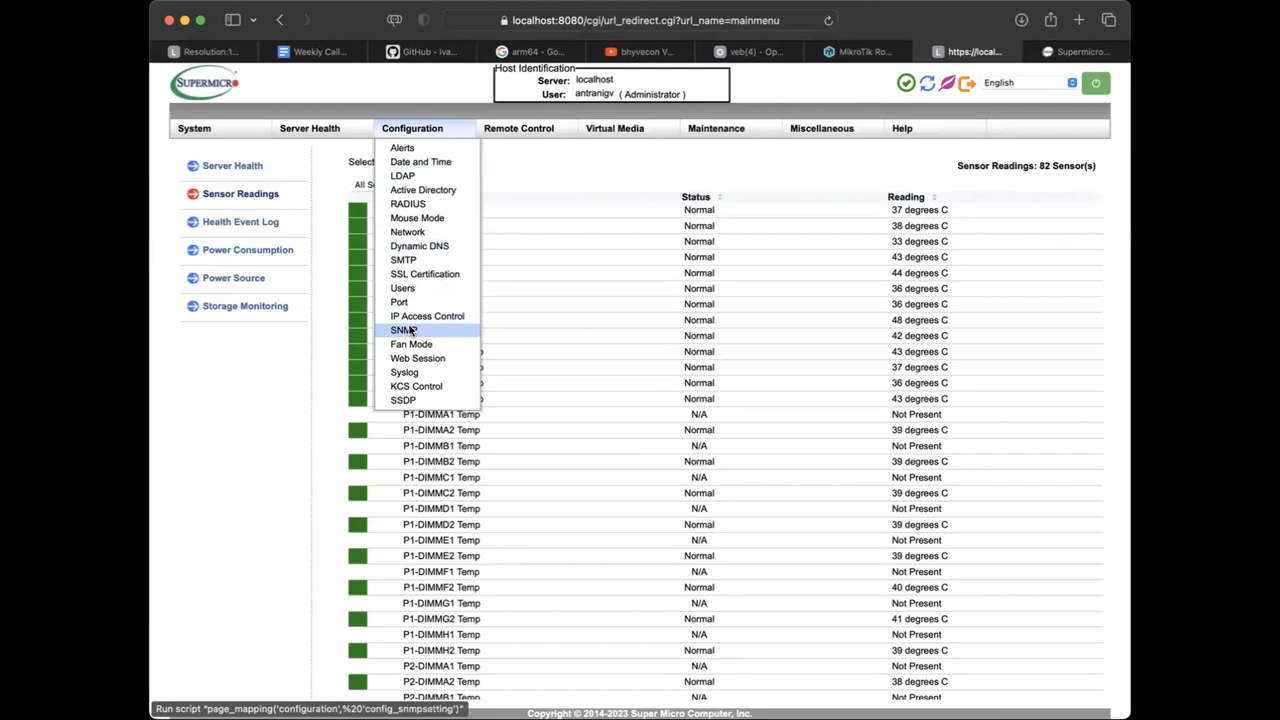 localhost:8080/cgi/url_redirect.cgi?url_name=mainmenu
Resolution:1...
Weekly Call...
GitHub - iva...
arm64 - Go...
bhyvecon V...
veb(4) - Op...
MikroTik Ro...
https://local...
Supermicro...
SUPERMICRO
Host Identification
Server: localhost
User: antranigv ( Administrator )
English
System Server Health Configuration Remote Control Virtual Media Maintenance Miscellaneous Help
Server Health
Sensor Readings
Health Event Log
Power Consumption
Power Source
Storage Monitoring
Alerts
Date and Time
LDAP
Active Directory
RADIUS
Mouse Mode
Network
Dynamic DNS
SMTP
SSL Certification
Users
Port
IP Access Control
SNMP
Fan Mode
Web Session
Syslog
KCS Control
SSDP
Select
All Se
Sensor Readings: 82 Sensor(s)
Status Reading
Normal 37 degrees C
Normal 38 degrees C
Normal 33 degrees C
Normal 43 degrees C
Normal 44 degrees C
Normal 36 degrees C
Normal 36 degrees C
Normal 48 degrees C
Normal 42 degrees C
Normal 43 degrees C
Normal 37 degrees C
Normal 36 degrees C
Normal 43 degrees C
P1-DIMMA1 Temp N/A Not Present
P1-DIMMA2 Temp Normal 39 degrees C
P1-DIMMB1 Temp N/A Not Present
P1-DIMMB2 Temp Normal 39 degrees C
P1-DIMMC1 Temp N/A Not Present
P1-DIMMC2 Temp Normal 39 degrees C
P1-DIMMD1 Temp N/A Not Present
P1-DIMMD2 Temp Normal 39 degrees C
P1-DIMME1 Temp N/A Not Present
P1-DIMME2 Temp Normal 39 degrees C
P1-DIMMF1 Temp N/A Not Present
P1-DIMMF2 Temp Normal 40 degrees C
P1-DIMMG1 Temp N/A Not Present
P1-DIMMG2 Temp Normal 41 degrees C
P1-DIMMH1 Temp N/A Not Present
P1-DIMMH2 Temp Normal 39 degrees C
P2-DIMMA1 Temp N/A Not Present
P2-DIMMA2 Temp Normal 38 degrees C
P2-DIMMB1 Temp N/A Not Present
Run script "page_mapping('configuration',%20'config_snmpsetting')"
Copyright © 2014-2023 Super Micro Computer, Inc.